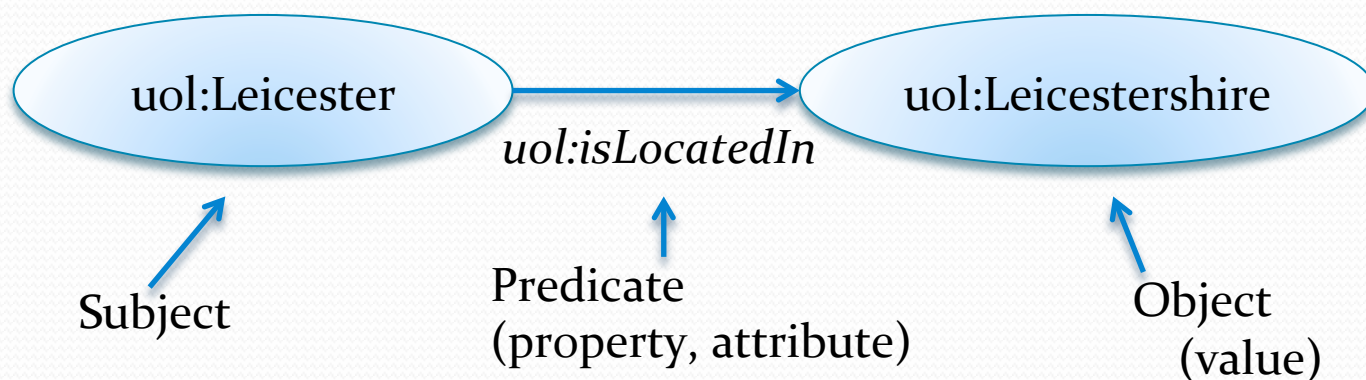 uol:Leicester
uol:Leicestershire
uol:isLocatedIn
Subject
Predicate
(property, attribute)
Object
(value)